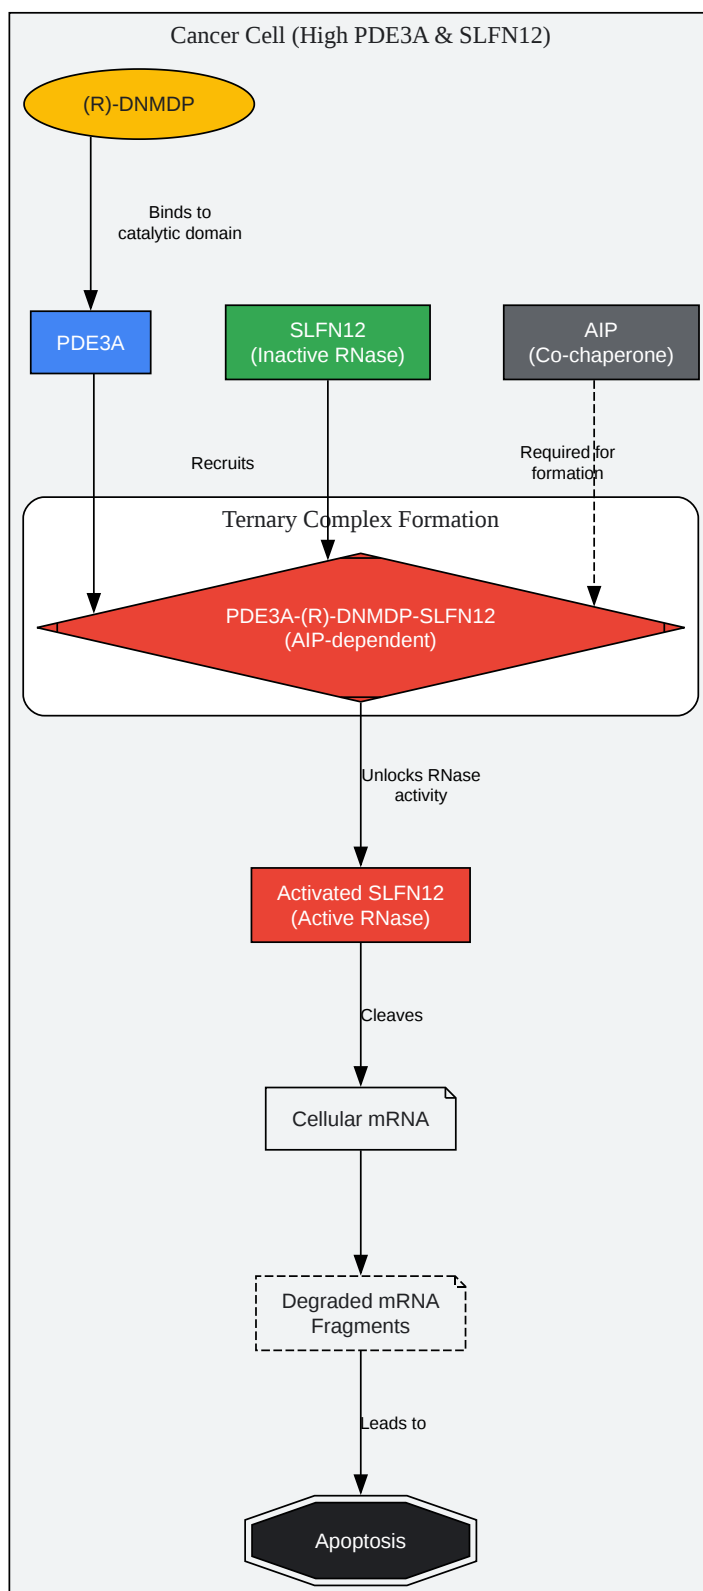 Cancer Cell (High PDE3A & SLFN12)
(R)-DNMDP
Binds to
catalytic domain
PDE3A
SLFN12
(Inactive RNase)
AIP
(Co-chaperone)
Recruits
Required for
formation
Ternary Complex Formation
PDE3A-(R)-DNMDP-SLFN12
(AIP-dependent)
Unlocks RNase
activity
Activated SLFN12
(Active RNase)
Cleaves
Cellular mRNA
Degraded mRNA
Fragments
Leads to
Apoptosis